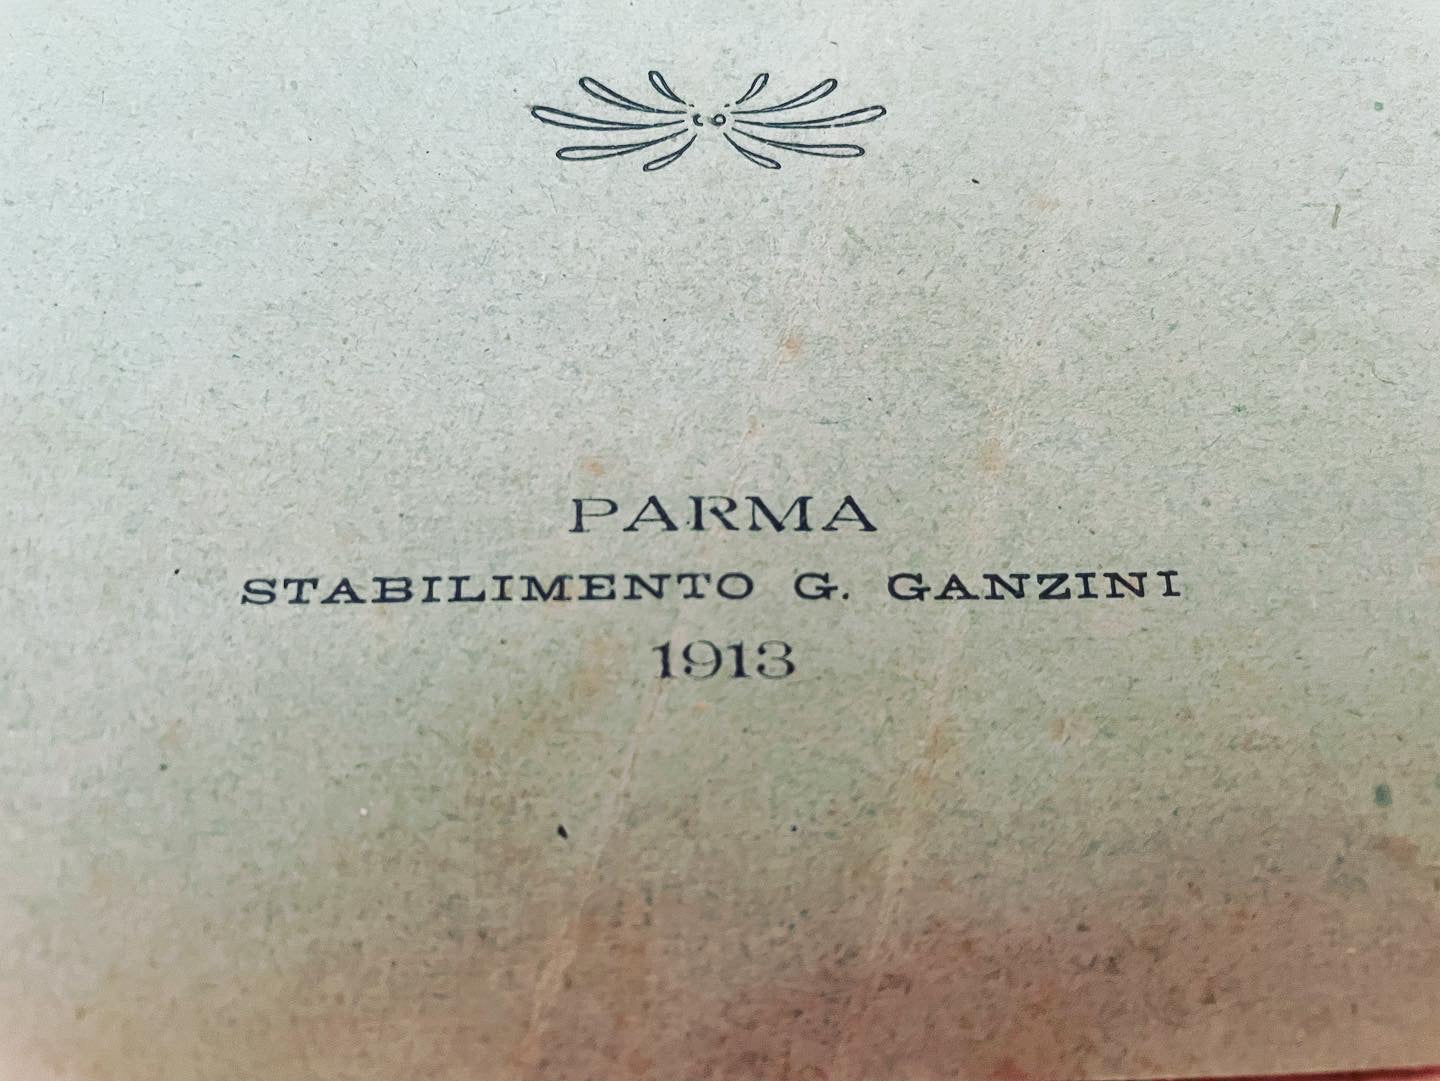 PARMA
STABILIMENTO G. GANZINI
1913